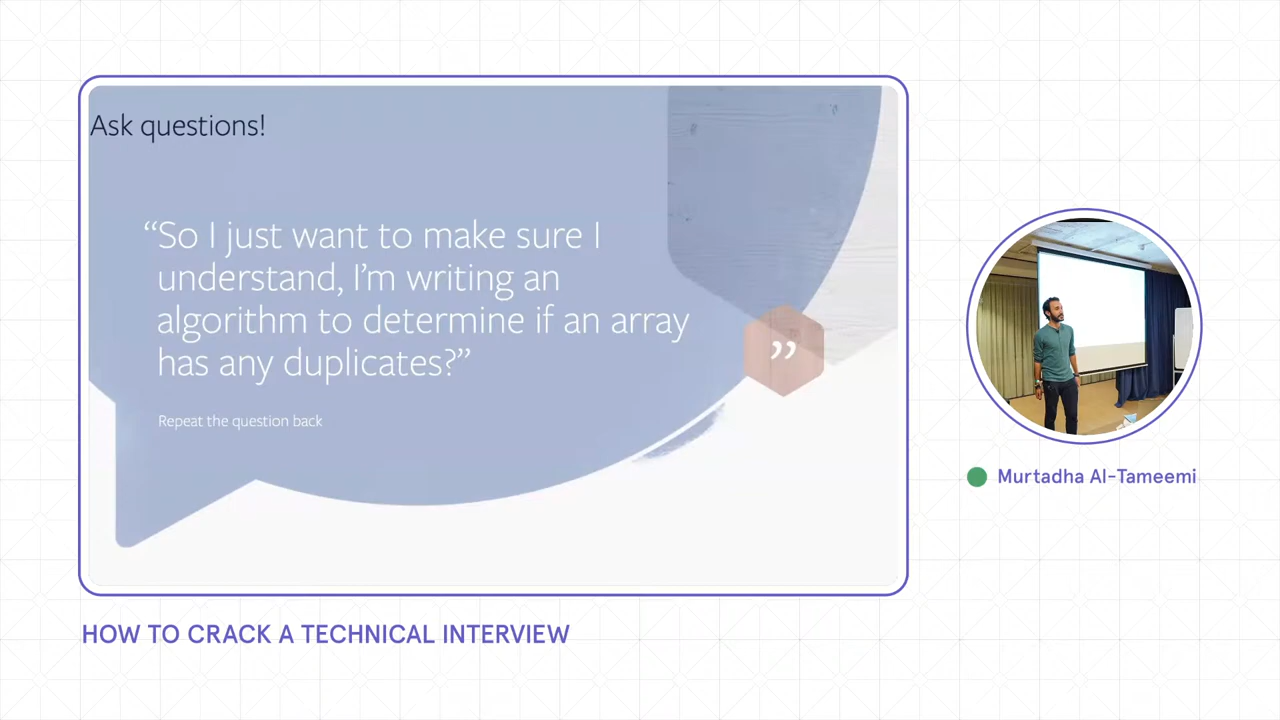 Ask questions!
“So I just want to make sure I
understand, I’m writing an
algorithm to determine if an array
has any duplicates?”
”
Repeat the question back
Murtadha Al-Tameemi
HOW TO CRACK A TECHNICAL INTERVIEW